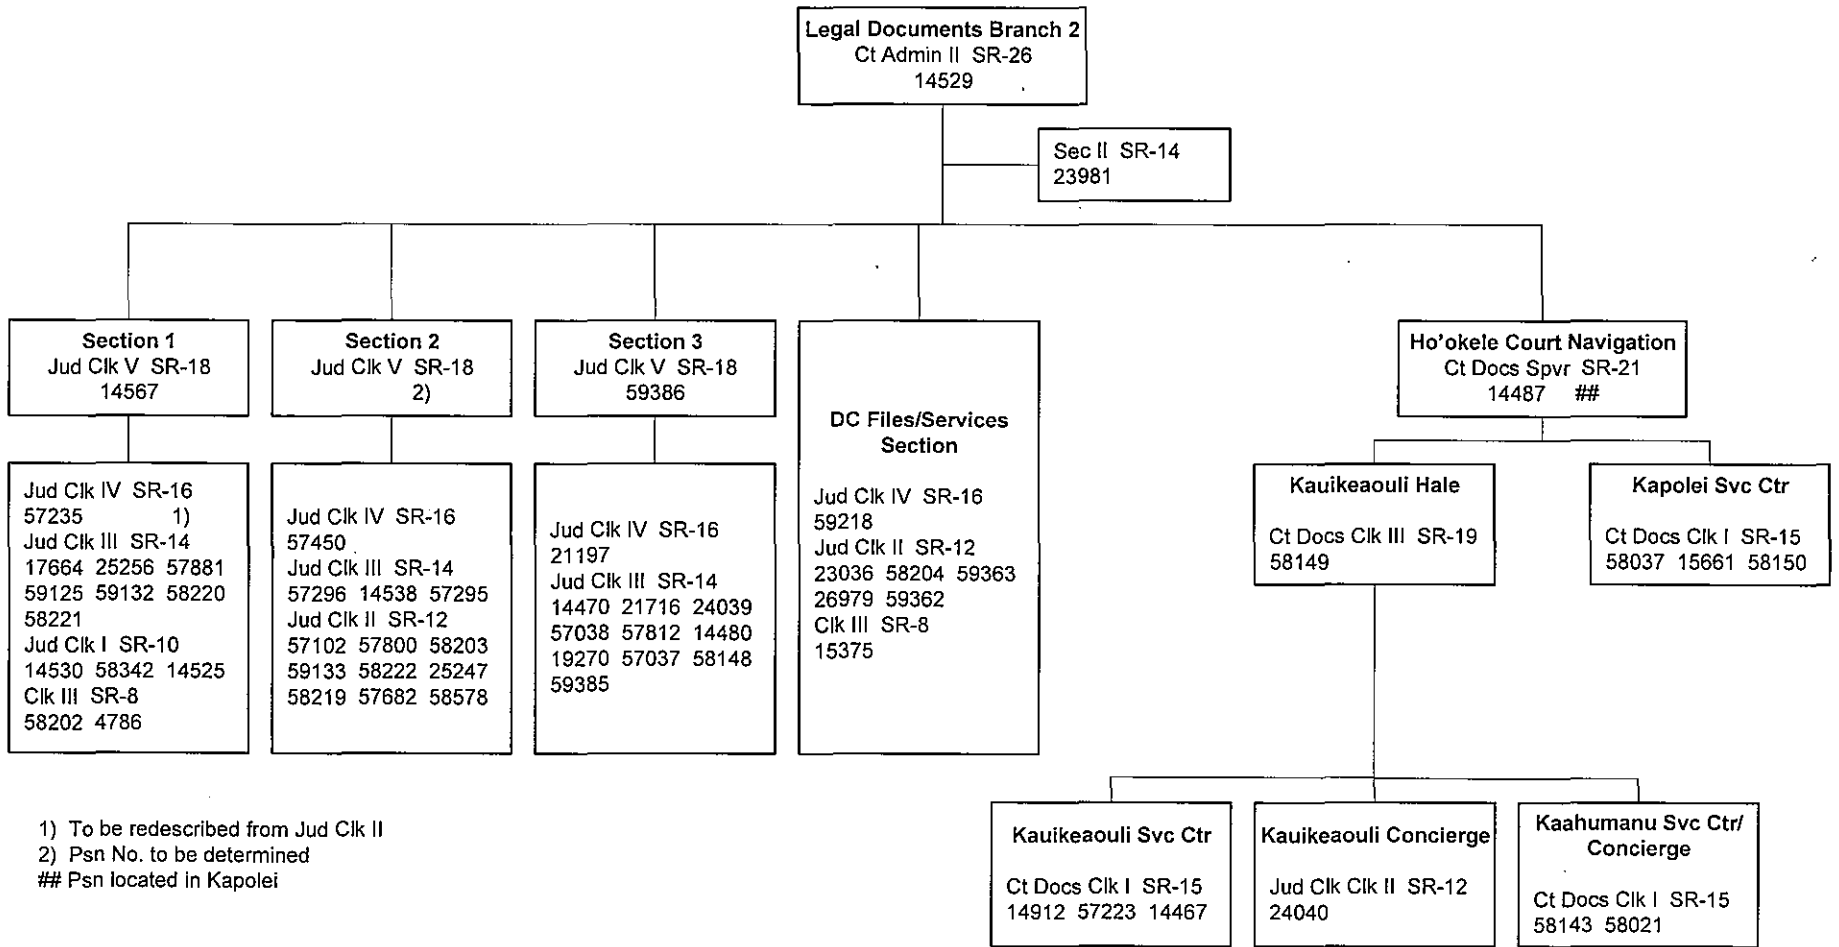 Legal Documents Branch 2
Ct Admin II SR-26
14529
Sec II SR-14
23981
Section 1
Jud Clk V SR-18
14567
Section 2
Jud Clk V SR-18
2)
Section 3
Jud Clk V SR-18
59386
DC Files/Services
Section
Jud Clk IV SR-16
59218
Jud Clk II SR-12
23036 58204 59363
26979 59362
Clk III SR-8
15375
Ho'okele Court Navigation
Ct Docs Spvr SR-21
14487 ##
Jud Clk IV SR-16
57235 1)
Jud Clk III SR-14
17664 25256 57881
59125 59132 58220
58221
Jud Clk I SR-10
14530 58342 14525
Clk III SR-8
58202 4786
Jud Clk IV SR-16
57450
Jud Clk III SR-14
57296 14538 57295
Jud Clk II SR-12
57102 57800 58203
59133 58222 25247
58219 57682 58578
Jud Clk IV SR-16
21197
Jud Clk III SR-14
14470 21716 24039
57038 57812 14480
19270 57037 58148
59385
Kauikeaouli Hale
Ct Docs Clk III SR-19
58149
Kapolei Svc Ctr
Ct Docs Clk I SR-15
58037 15661 58150
Kauikeaouli Svc Ctr
Ct Docs Clk I SR-15
14912 57223 14467
Kauikeaouli Concierge
Jud Clk Clk II SR-12
24040
Kaahumanu Svc Ctr/
Concierge
Ct Docs Clk I SR-15
58143 58021
1) To be redescribed from Jud Clk II
2) Psn No. to be determined
## Psn located in Kapolei